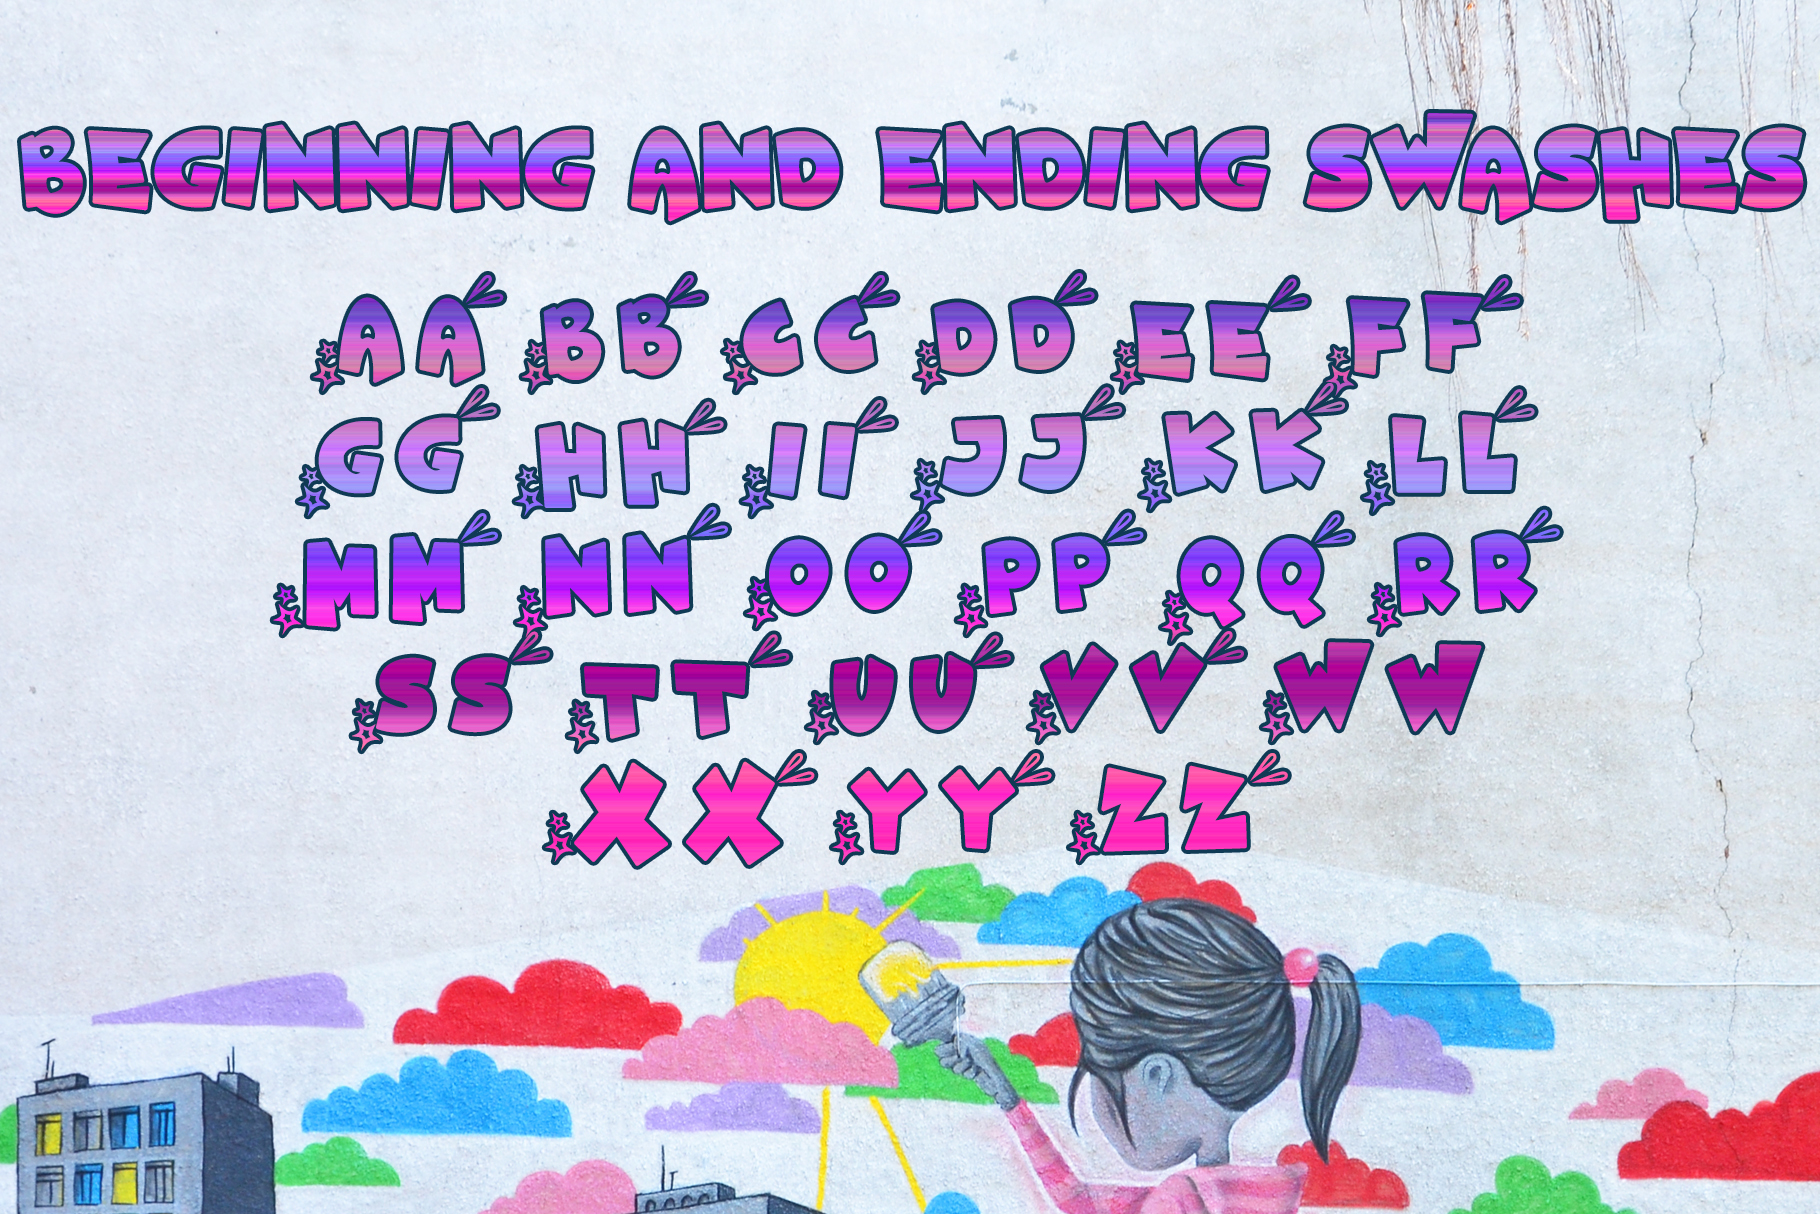 BEGINNING AND ENDING SWASHES
AA BB CC DD EE FF
GG HH II JJ KK LL
MM NN OO PP QQ RR
SS TT UU VV WW
XX YY ZZ